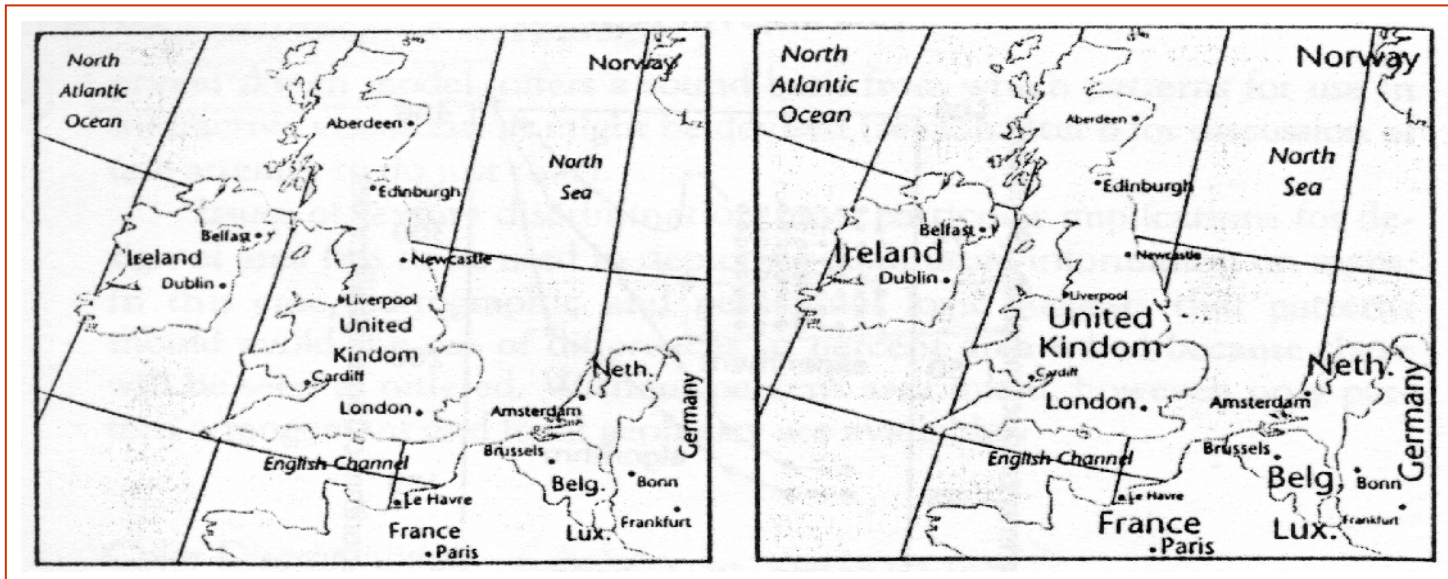 North
Atlantic
Ocean
Norway
Aberdeen
North
Sea
Edinburgh
Belfast
Newcastle
Ireland
Dublin
Liverpool
United
Kindom
Cardiff
Neth.
London
Amsterdam
Germany
English Channel
Brussels
Belg.
Bonn
Le Havre
France
Lux.
Frankfurt
Paris
North
Atlantic
Ocean
Norway
Aberdeen
North
Sea
Edinburgh
Belfast
Newcastle
Ireland
Dublin
Liverpool
United
Kindom
Cardiff
Neth.
London
Amsterdam
Germany
English Channel
Brussels
Belg.
Bonn
Le Havre
France
Lux.
Frankfurt
Paris